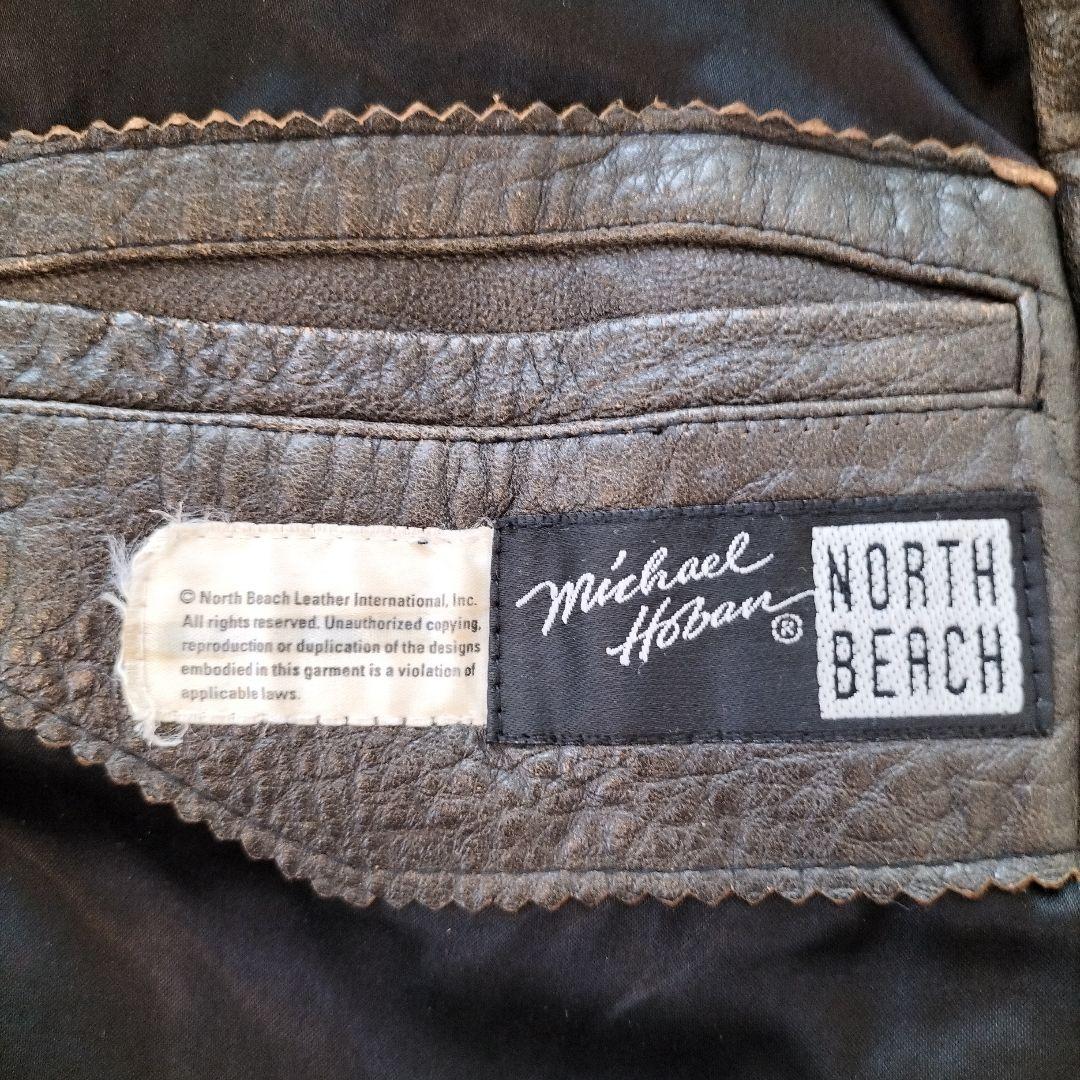 © North Beach Leather International, Inc.
All rights reserved. Unauthorized copying,
reproduction or duplication of the designs
embodied in this garment is a violation of
applicable laws.
Michael
Hoban ®
NORTH
BEACH